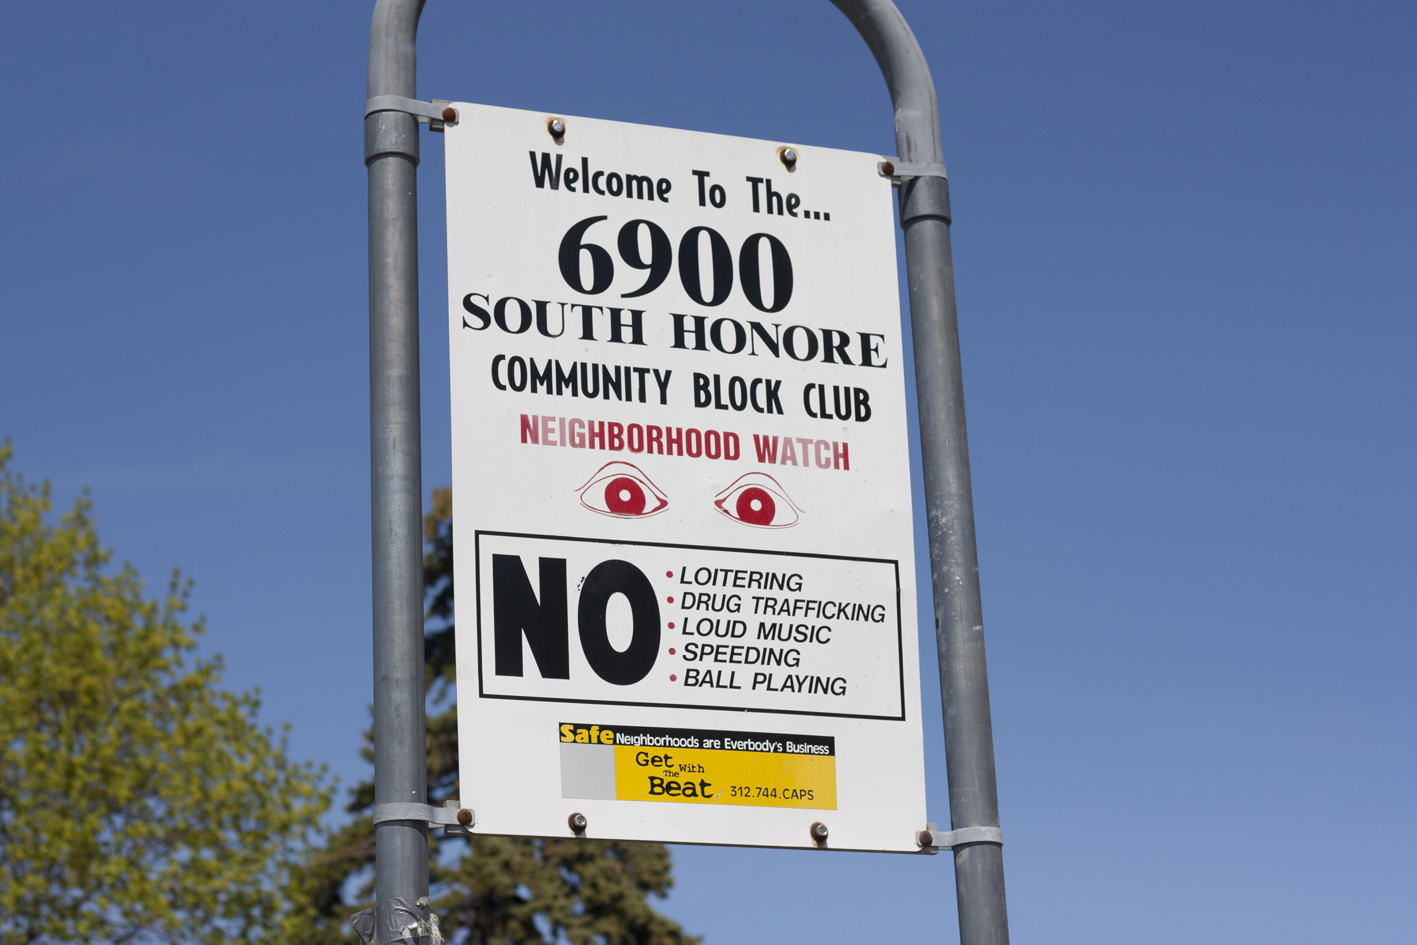 Welcome To The...
6900
SOUTH HONORE
COMMUNITY BLOCK CLUB
NEIGHBORHOOD WATCH
NO
• LOITERING
• DRUG TRAFFICKING
• LOUD MUSIC
• SPEEDING
• BALL PLAYING
Safe Neighborhoods are Everbody's Business
Get With
The
Beat 312.744.CAPS